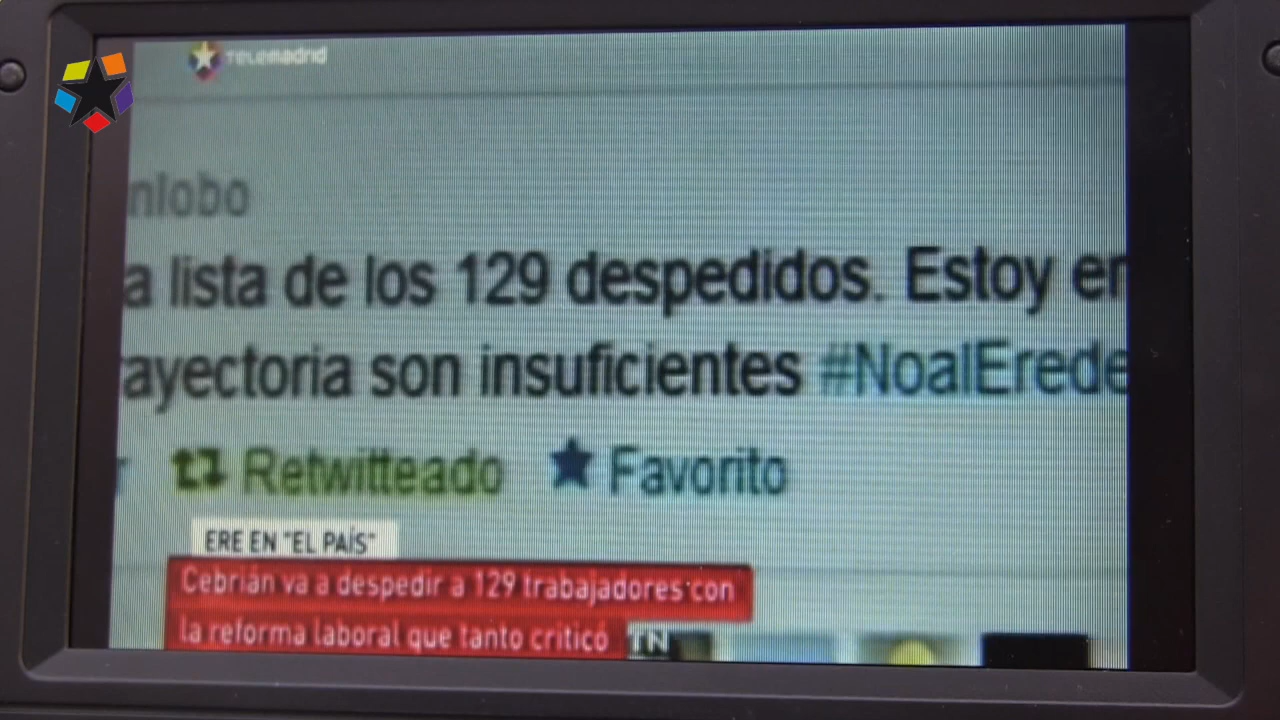 telemadrid
nlobo
a lista de los 129 despedidos. Estoy en
rayectoria son insuficientes #NoalErede
Retwitteado Favorito
ERE EN "EL PAÍS"
Cebrián va a despedir a 129 trabajadores con
la reforma laboral que tanto criticó
TN